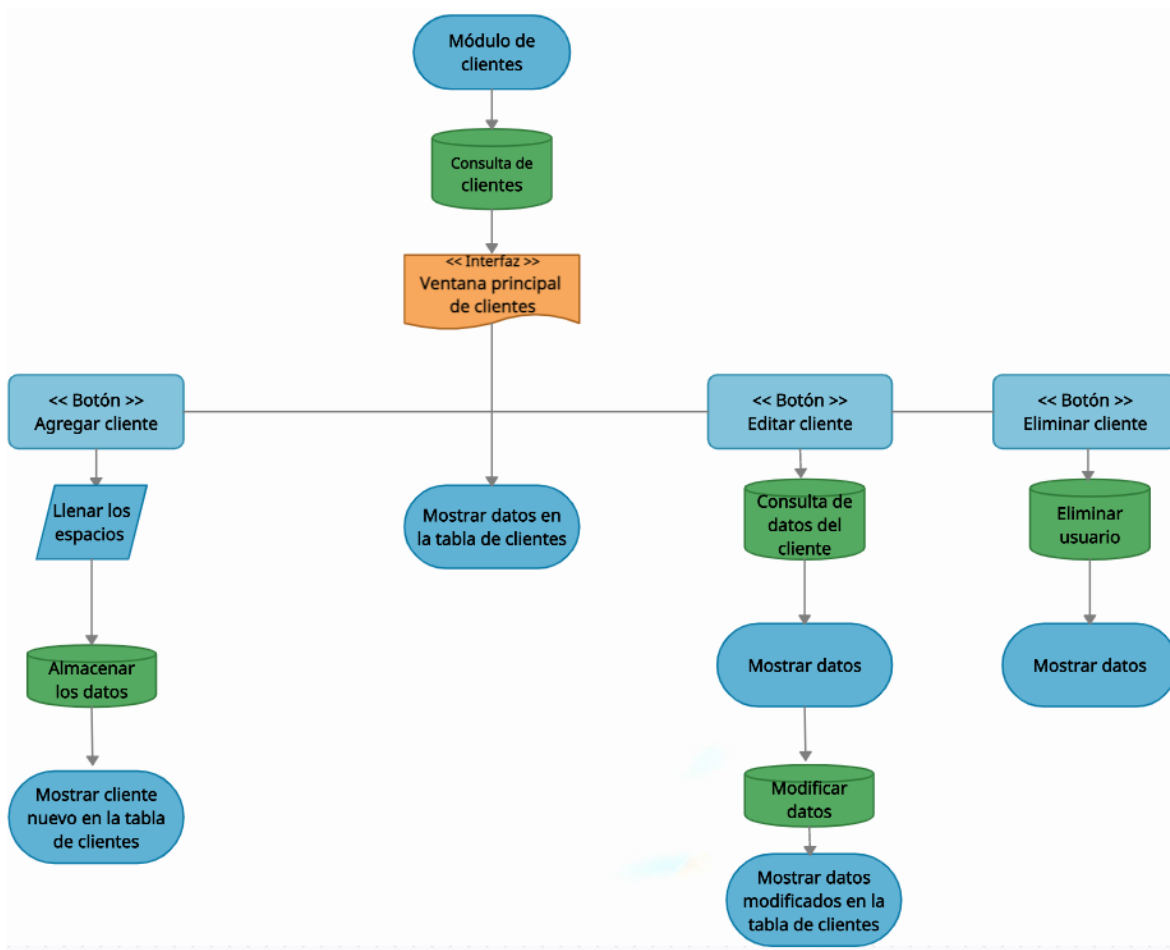 Módulo de
clientes
Consulta de
clientes
<< Interfaz >>
Ventana principal
de clientes
<< Botón >>
Agregar cliente
<< Botón >>
Editar cliente
<< Botón >>
Eliminar cliente
Llenar los
espacios
Mostrar datos en
la tabla de clientes
Consulta de
datos del
cliente
Eliminar
usuario
Almacenar
los datos
Mostrar datos
Mostrar datos
Mostrar cliente
nuevo en la tabla
de clientes
Modificar
datos
Mostrar datos
modificados en la
tabla de clientes